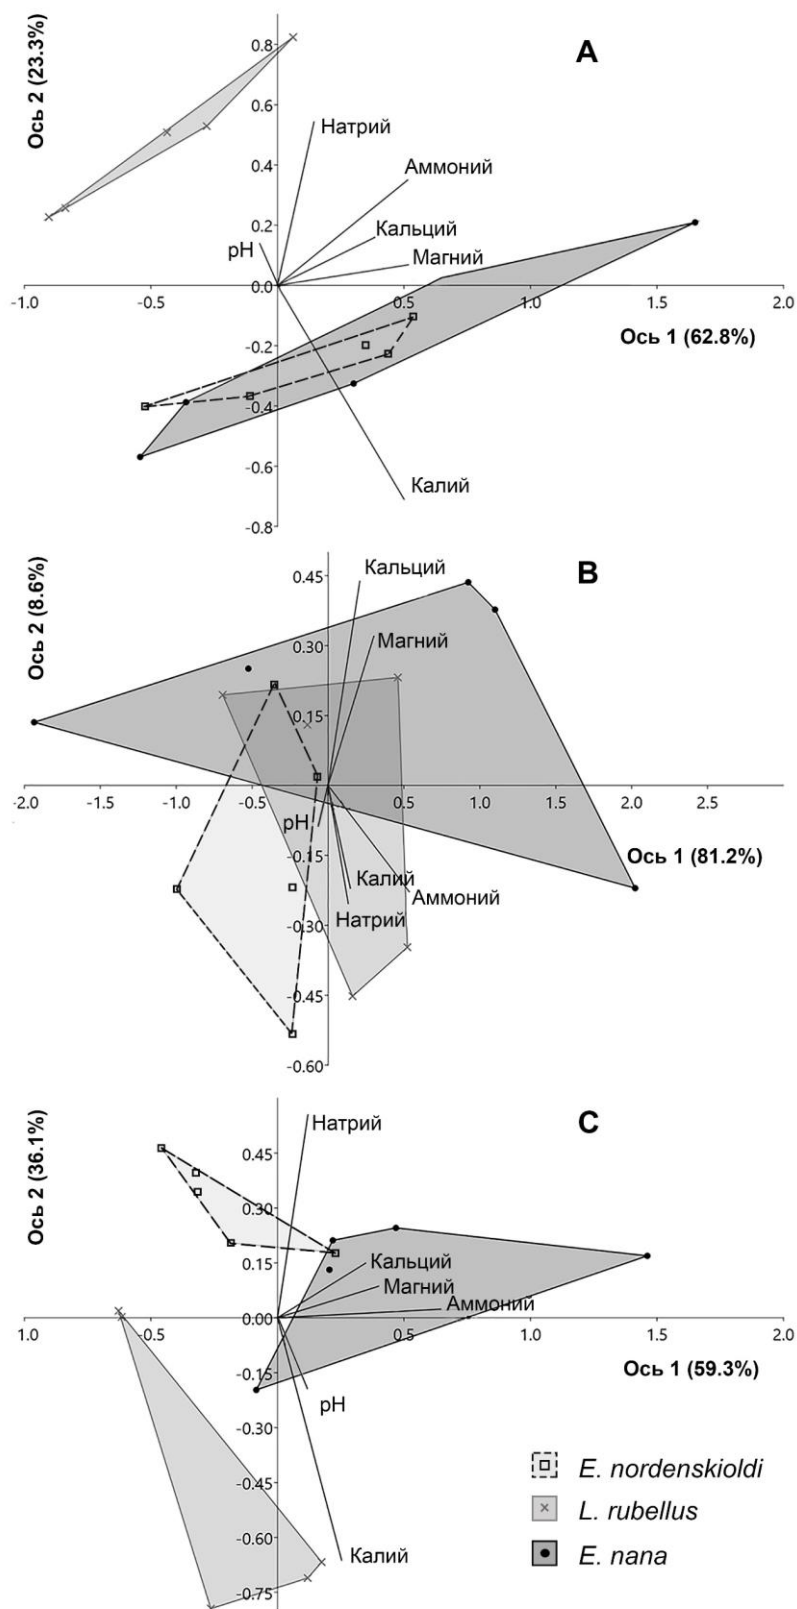 A
Ось 2 (23.3%)
0.8
0.6
0.4
0.2
0.0
-0.2
-0.4
-0.6
-0.8
Натрий
Аммоний
Кальций
Магний
pH
Калий
-1.0 -0.5 0.5 1.0 1.5 2.0
Ось 1 (62.8%)
B
Ось 2 (8.6%)
0.45
0.30
0.15
-0.15
-0.30
-0.45
-0.60
Кальций
Магний
pH
Калий
Аммоний
Натрий
-2.0 -1.5 -1.0 -0.5 0.5 1.0 1.5 2.0 2.5
Ось 1 (81.2%)
C
Ось 2 (36.1%)
0.45
0.30
0.15
0.00
-0.15
-0.30
-0.45
-0.60
-0.75
Натрий
Кальций
Магний
Аммоний
pH
Калий
1.0 -0.5 0.5 1.0 1.5 2.0
Ось 1 (59.3%)
E. nordenskioldi
L. rubellus
E. nana